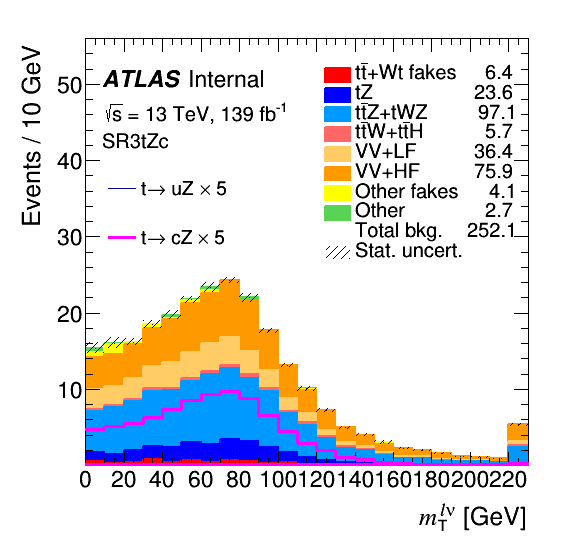 ATLAS Internal
√s = 13 TeV, 139 fb⁻¹
SR3tZc
t→ uZ × 5
t→ cZ × 5
tt̄+Wt fakes 6.4
tZ 23.6
tt̄Z+tWZ 97.1
tt̄W+tt̄H 5.7
VV+LF 36.4
VV+HF 75.9
Other fakes 4.1
Other 2.7
Total bkg. 252.1
Stat. uncert.
Events / 10 GeV
50
40
30
20
10
0 20 40 60 80 100 120 140 160 180 200 220
m_T^{lν} [GeV]